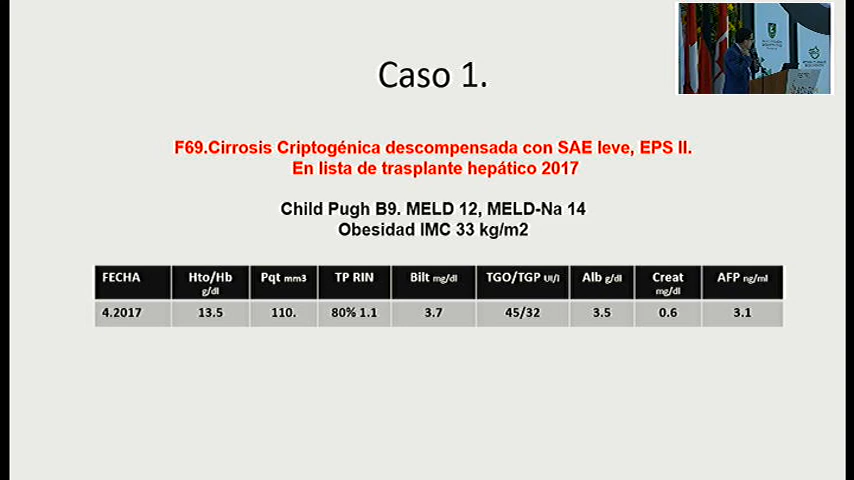 Caso 1.
F69.Cirrosis Criptogénica descompensada con SAE leve, EPS II.
En lista de trasplante hepático 2017
Child Pugh B9. MELD 12, MELD-Na 14
Obesidad IMC 33 kg/m2
FECHA Hto/Hb g/dl Pqt mm3 TP RIN Bilt mg/dl TGO/TGP UI/l Alb g/dl Creat mg/dl AFP ng/ml
4.2017 13.5 110. 80% 1.1 3.7 45/32 3.5 0.6 3.1